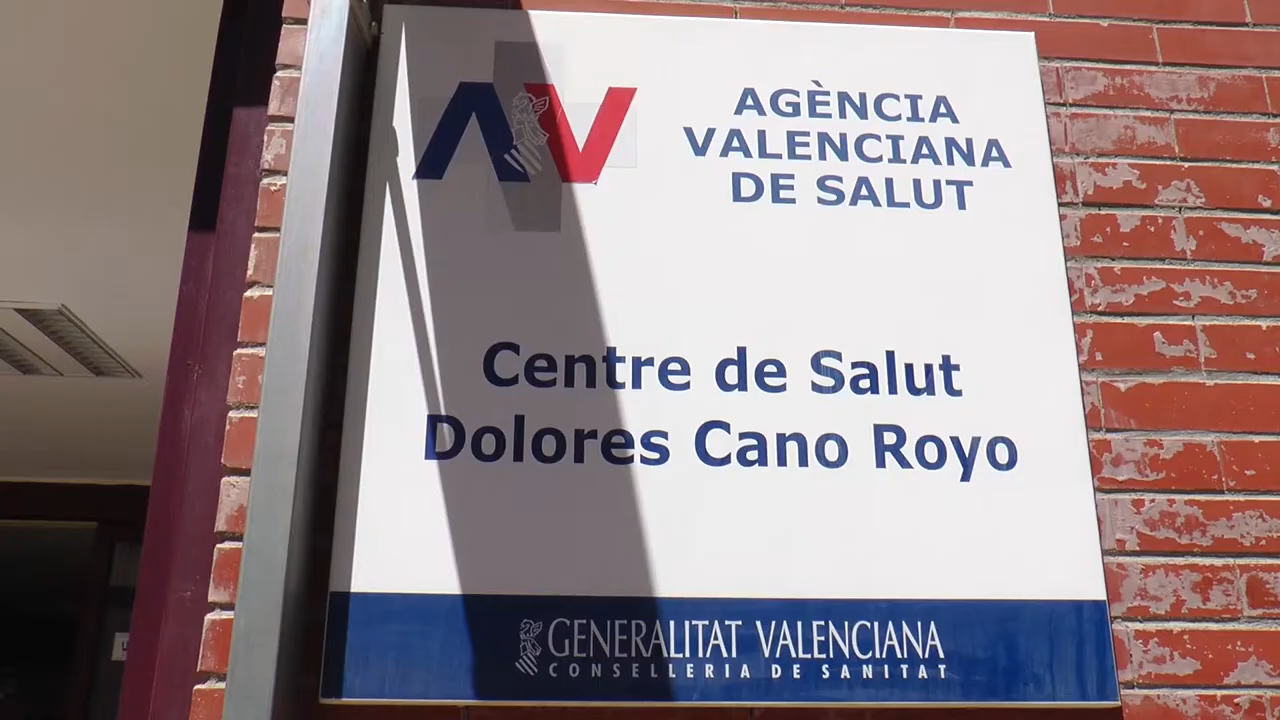 AV
AGÈNCIA
VALENCIANA
DE SALUT
Centre de Salut
Dolores Cano Royo
GENERALITAT VALENCIANA
CONSELLERIA DE SANITAT